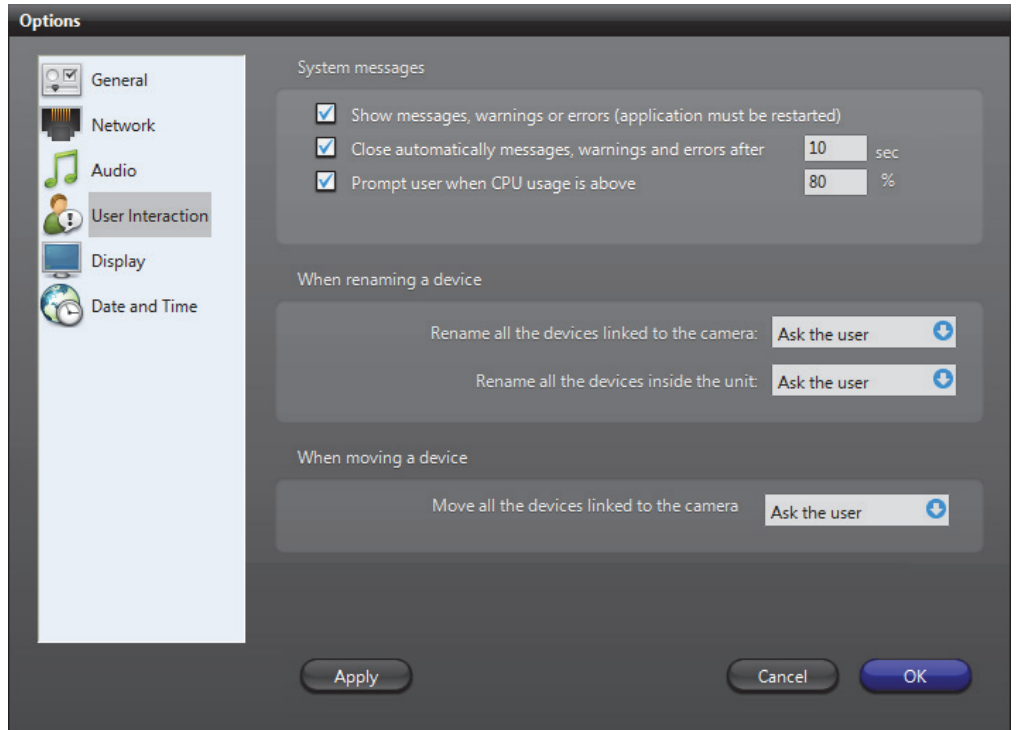 Options
General
Network
Audio
User Interaction
Display
Date and Time
System messages
Show messages, warnings or errors (application must be restarted)
Close automatically messages, warnings and errors after 10 sec
Prompt user when CPU usage is above 80 %
When renaming a device
Rename all the devices linked to the camera: Ask the user
Rename all the devices inside the unit: Ask the user
When moving a device
Move all the devices linked to the camera Ask the user
Apply Cancel OK